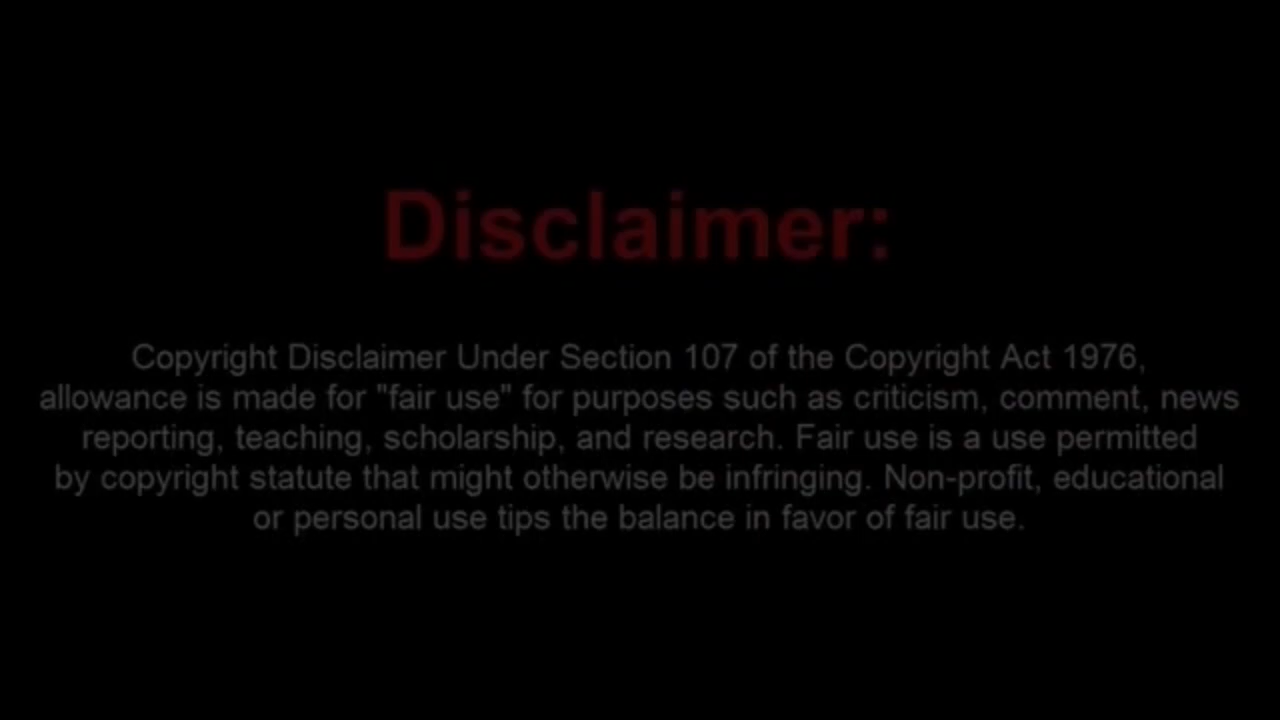 Disclaimer:
Copyright Disclaimer Under Section 107 of the Copyright Act 1976,
allowance is made for "fair use" for purposes such as criticism, comment, news
reporting, teaching, scholarship, and research. Fair use is a use permitted
by copyright statute that might otherwise be infringing. Non-profit, educational
or personal use tips the balance in favor of fair use.